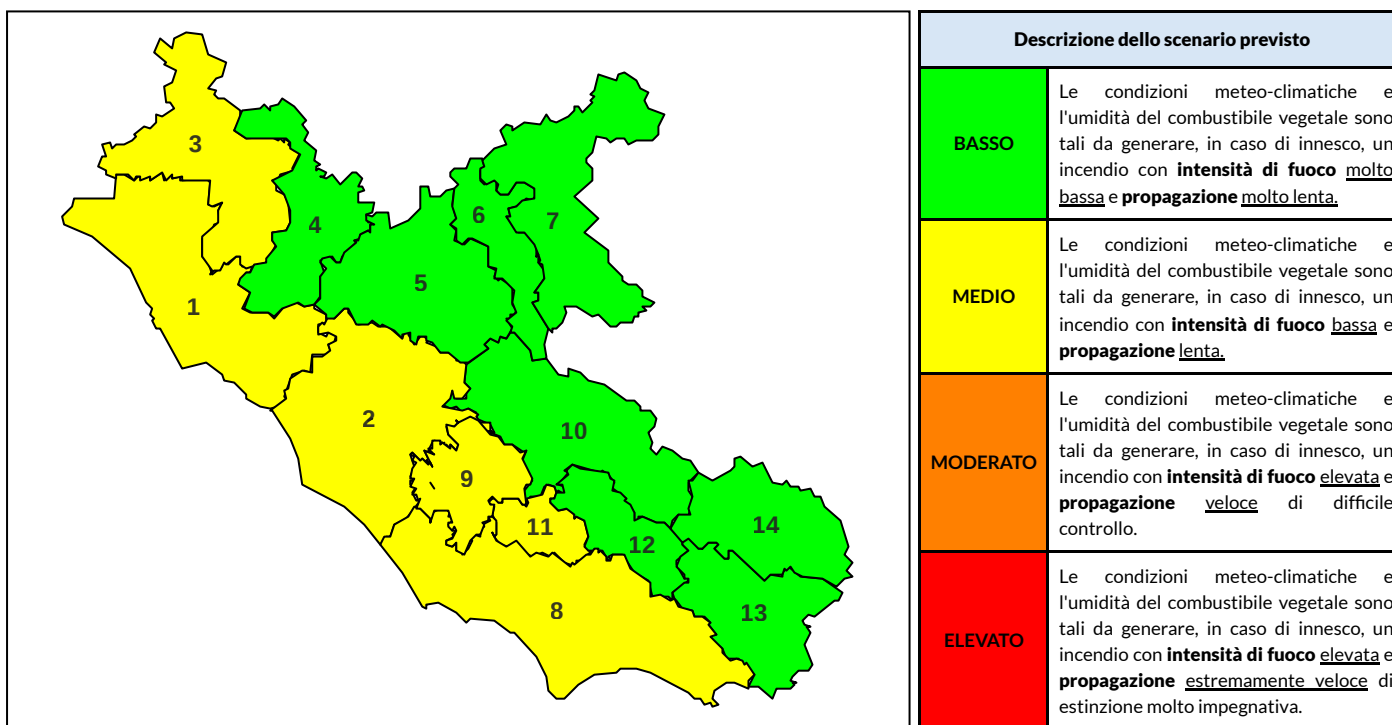 3
4
6
7
5
1
2
10
9
11
12
14
8
13
Descrizione dello scenario previsto
BASSO
Le condizioni meteo-climatiche e
l'umidità del combustibile vegetale sono
tali da generare, in caso di innesco, un
incendio con intensità di fuoco molto
bassa e propagazione molto lenta.
MEDIO
Le condizioni meteo-climatiche e
l'umidità del combustibile vegetale sono
tali da generare, in caso di innesco, un
incendio con intensità di fuoco bassa e
propagazione lenta.
MODERATO
Le condizioni meteo-climatiche e
l'umidità del combustibile vegetale sono
tali da generare, in caso di innesco, un
incendio con intensità di fuoco elevata e
propagazione veloce di difficile
controllo.
ELEVATO
Le condizioni meteo-climatiche e
l'umidità del combustibile vegetale sono
tali da generare, in caso di innesco, un
incendio con intensità di fuoco elevata e
propagazione estremamente veloce di
estinzione molto impegnativa.